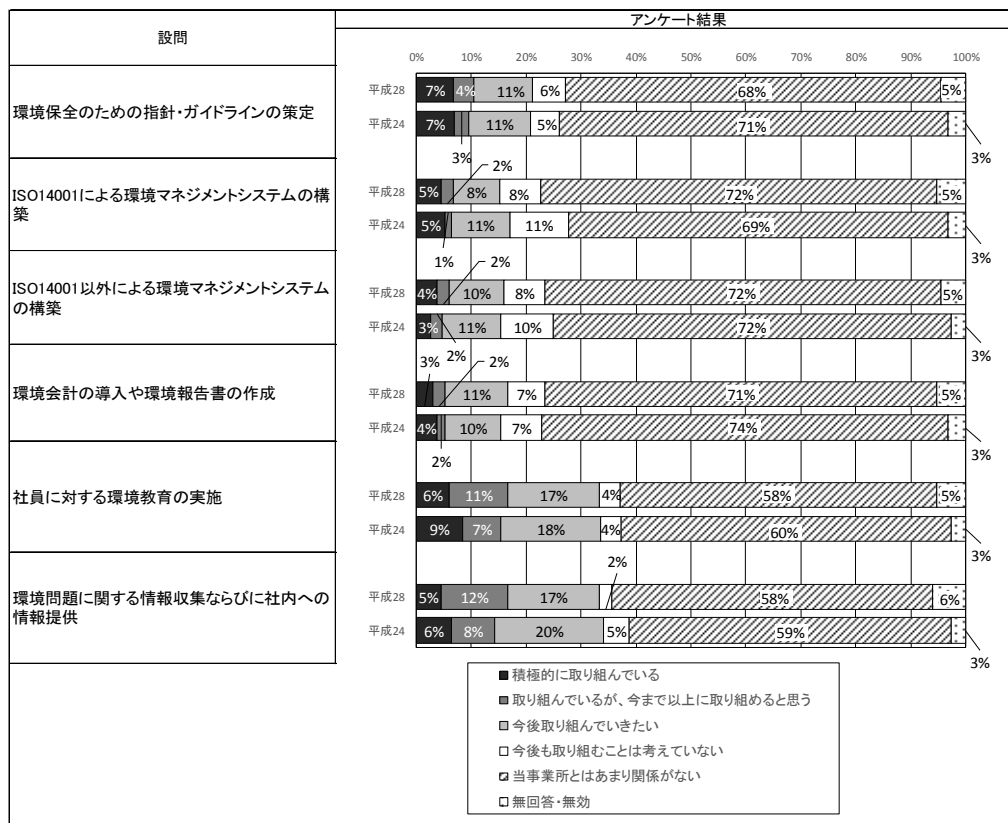 設問
アンケート結果
0% 10% 20% 30% 40% 50% 60% 70% 80% 90% 100%
環境保全のための指針・ガイドラインの策定
平成28 7% 4% 11% 6% 68% 5%
平成24 7% 3% 11% 5% 71% 3%
ISO14001による環境マネジメントシステムの構
築
平成28 5% 2% 8% 8% 72% 5%
平成24 5% 1% 11% 11% 69% 3%
ISO14001以外による環境マネジメントシステム
の構築
平成28 4% 2% 10% 8% 72% 5%
平成24 3% 2% 11% 10% 72% 3%
環境会計の導入や環境報告書の作成
平成28 3% 2% 11% 7% 71% 5%
平成24 4% 2% 10% 7% 74% 3%
社員に対する環境教育の実施
平成28 6% 11% 17% 4% 58% 5%
平成24 9% 7% 18% 4% 60% 3%
環境問題に関する情報収集ならびに社内への
情報提供
平成28 5% 12% 17% 2% 58% 6%
平成24 6% 8% 20% 5% 59% 3%
積極的に取り組んでいる
取り組んでいるが、今まで以上に取り組めると思う
今後取り組んでいきたい
今後も取り組むことは考えていない
当事業所とはあまり関係がない
無回答・無効